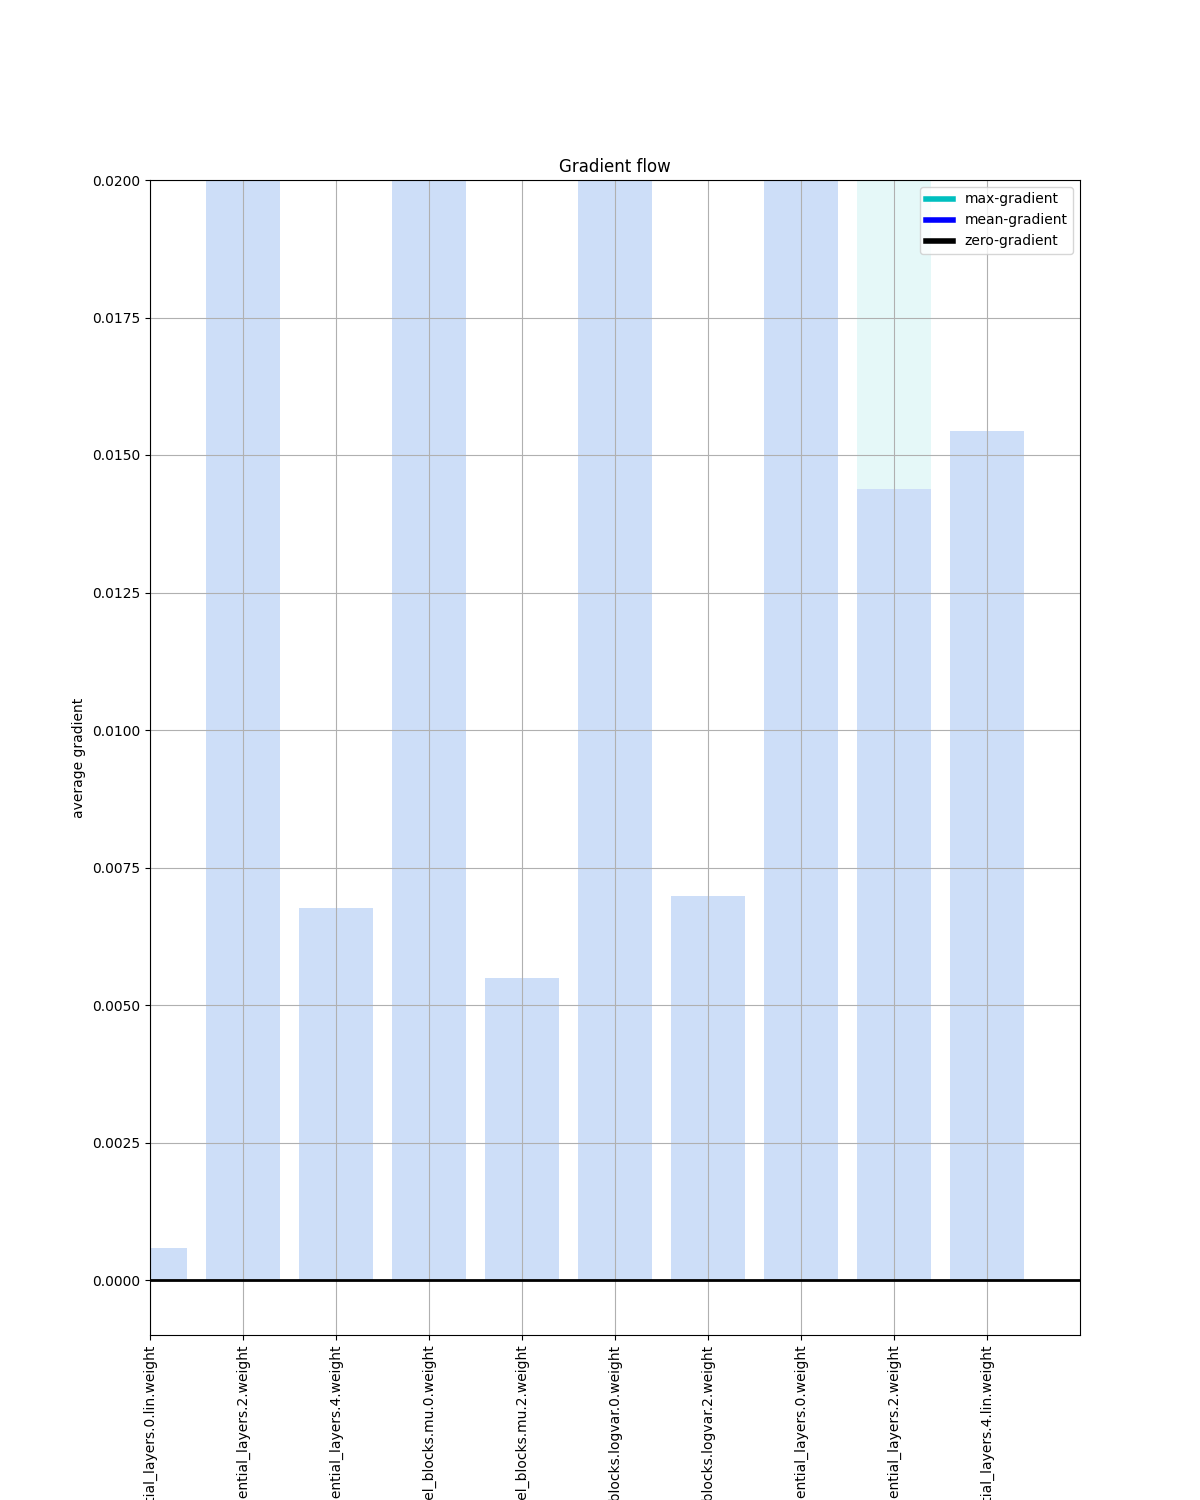 Gradient flow
max-gradient
mean-gradient
zero-gradient
0.0200
0.0175
0.0150
0.0125
0.0100
0.0075
0.0050
0.0025
0.0000
average gradient
tial_layers.0.lin.weight
ential_layers.2.weight
ential_layers.4.weight
el_blocks.mu.0.weight
el_blocks.mu.2.weight
blocks.logvar.0.weight
blocks.logvar.2.weight
ential_layers.0.weight
ential_layers.2.weight
tial_layers.4.lin.weight